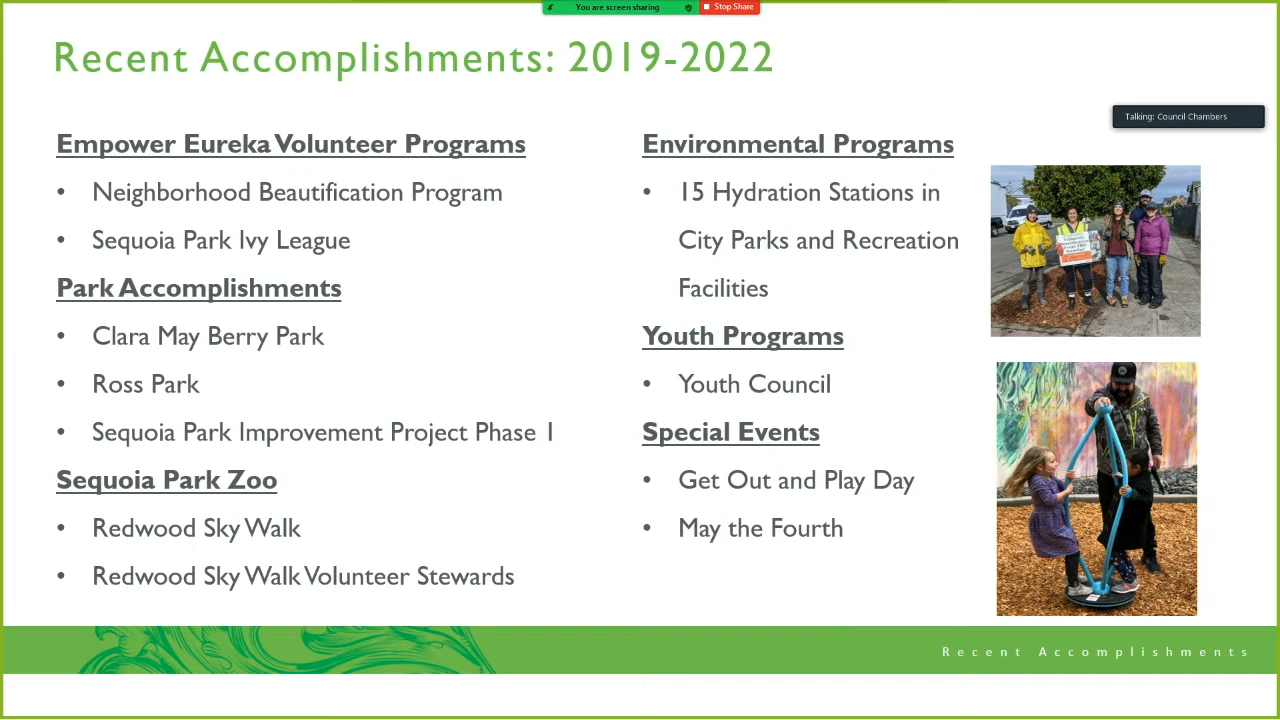 You are screen sharing
Stop Share
Recent Accomplishments: 2019-2022
Talking: Council Chambers
Empower Eureka Volunteer Programs
• Neighborhood Beautification Program
• Sequoia Park Ivy League
Park Accomplishments
• Clara May Berry Park
• Ross Park
• Sequoia Park Improvement Project Phase 1
Sequoia Park Zoo
• Redwood Sky Walk
• Redwood Sky Walk Volunteer Stewards
Environmental Programs
• 15 Hydration Stations in
City Parks and Recreation
Facilities
Youth Programs
• Youth Council
Special Events
• Get Out and Play Day
• May the Fourth
Recent Accomplishments